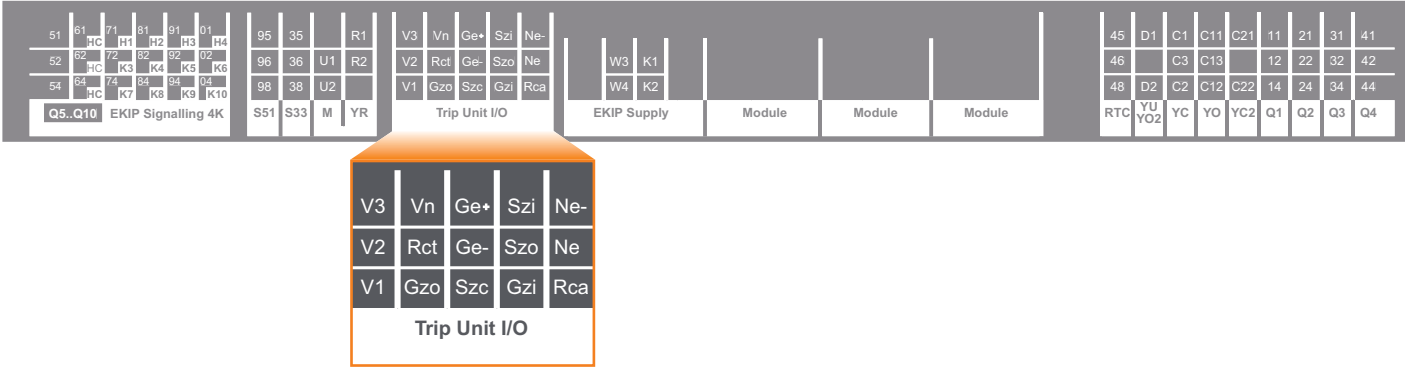 51 61 HC 71 H1 81 H2 91 H3 01 H4 95 35 R1 V3 Vn Ge+ Szi Ne- 45 D1 C1 C11 C21 11 21 31 41
52 62 HC 72 K3 82 K4 92 K5 02 K6 96 36 U1 R2 V2 Rct Ge- Szo Ne W3 K1 46 C3 C13 12 22 32 42
54 64 HC 74 K7 84 K8 94 K9 04 K10 98 38 U2 V1 Gzo Szc Gzi Rca W4 K2 48 D2 C2 C12 C22 14 24 34 44
Q5..Q10 EKIP Signalling 4K S51 S33 M YR Trip Unit I/O EKIP Supply Module Module Module RTC YU YO2 YC YO YC2 Q1 Q2 Q3 Q4
V3 Vn Ge+ Szi Ne-
V2 Rct Ge- Szo Ne
V1 Gzo Szc Gzi Rca
Trip Unit I/O